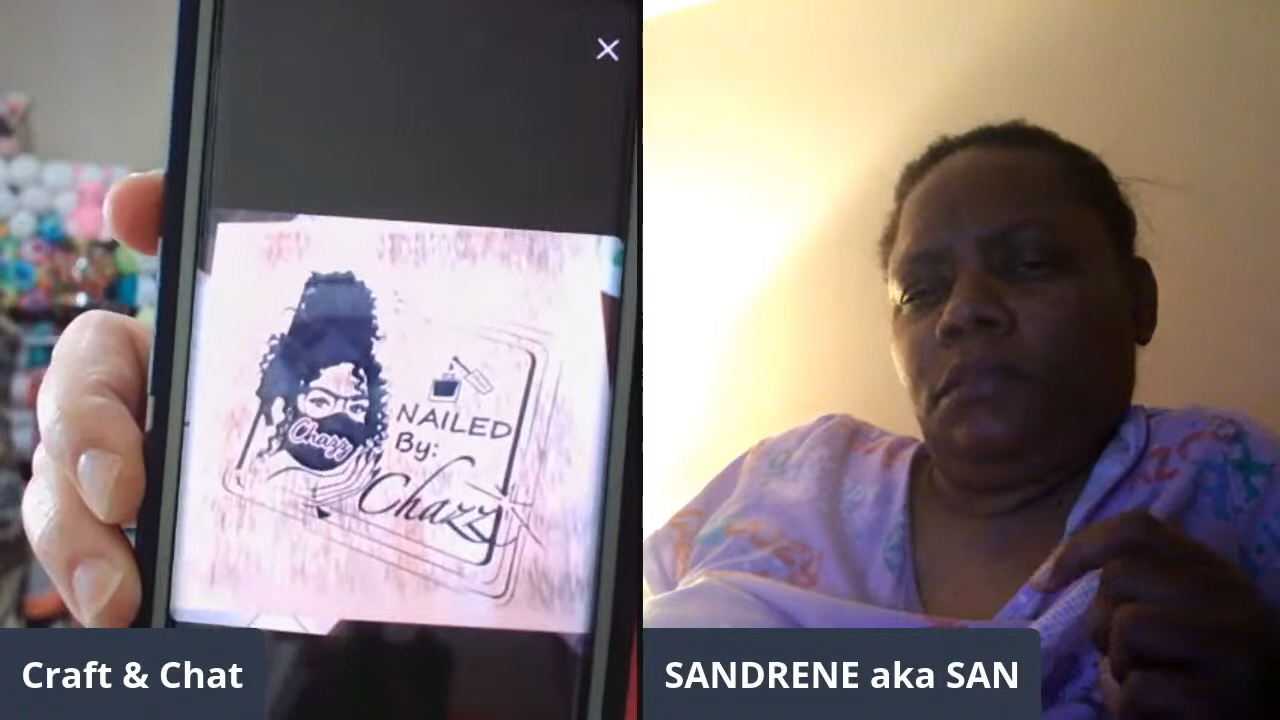 Chazz
NAILED
By:
Chazz
Craft & Chat
SANDRENE aka SAN